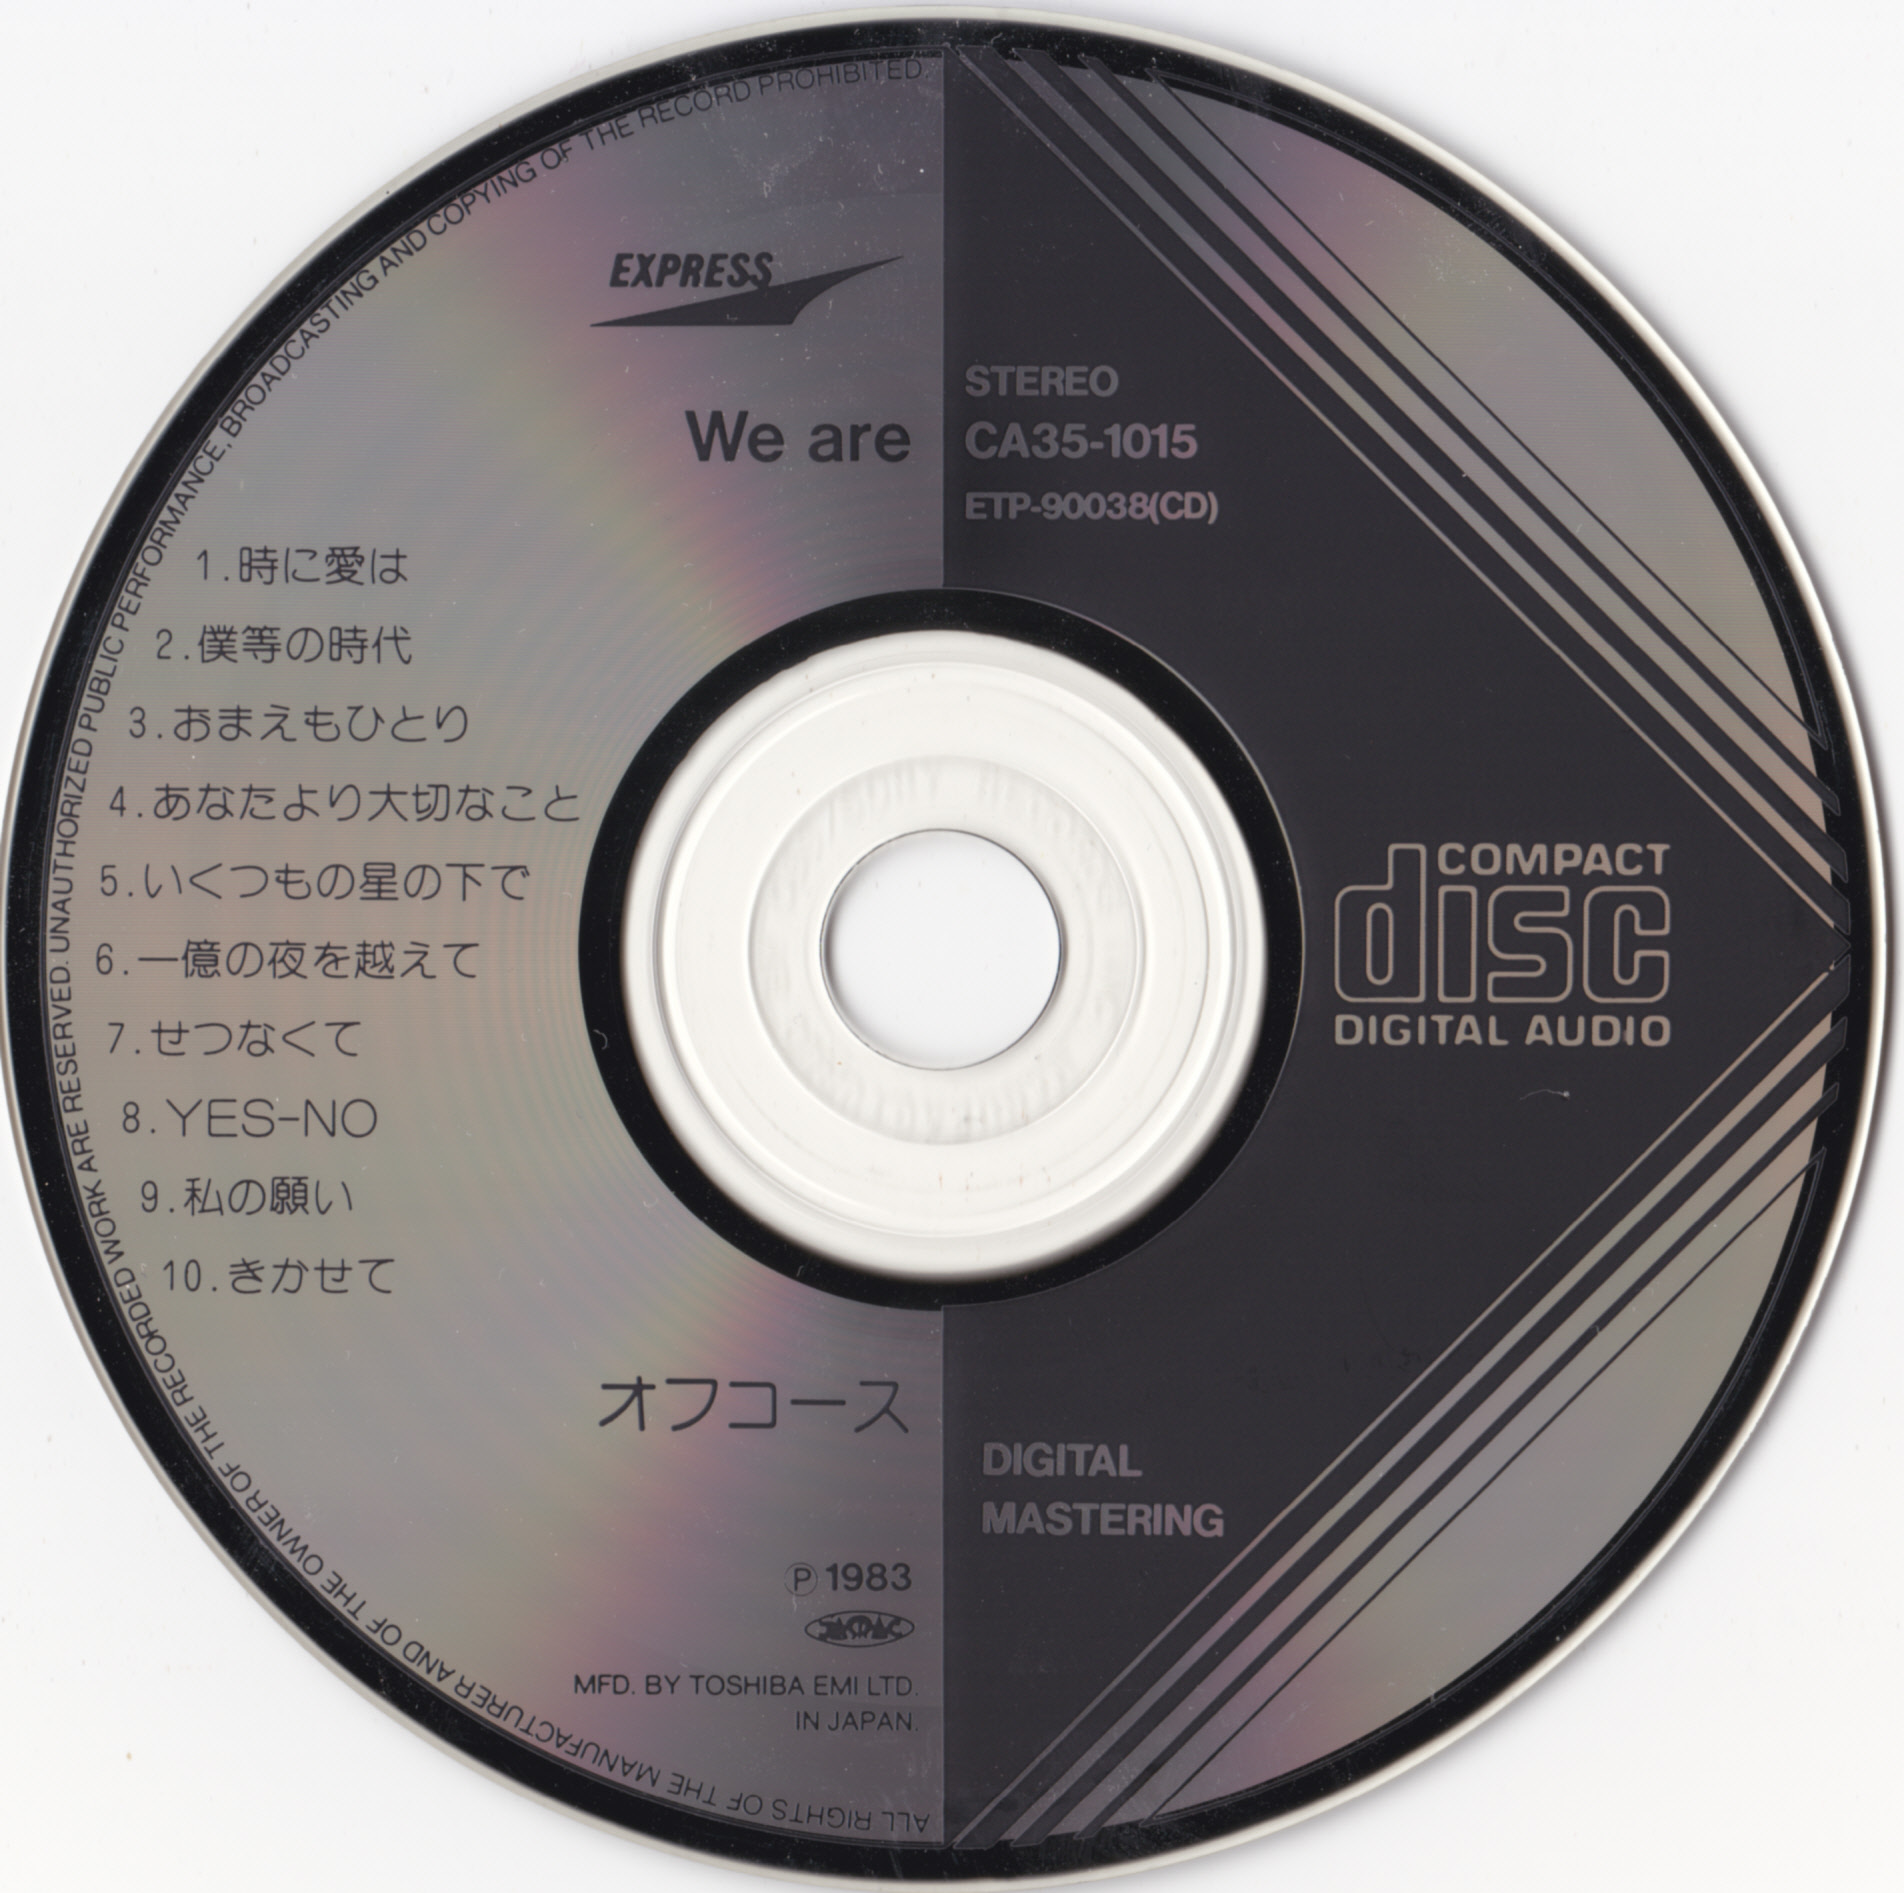 EXPRESS
We are
STEREO
CA35-1015
ETP-90038(CD)
1.時に愛は
2.僕等の時代
3.おまえもひとり
4.あなたより大切なこと
5.いくつもの星の下で
6.一億の夜を越えて
7.せつなくて
8.YES-NO
9.私の願い
10.きかせて
COMPACT
disc
DIGITAL AUDIO
オフコース
DIGITAL
MASTERING
Ⓟ1983
JASRAC
MFD. BY TOSHIBA EMI LTD.
IN JAPAN.
ALL RIGHTS OF THE MANUFACTURER AND OF THE OWNER OF THE RECORDED WORK ARE RESERVED. UNAUTHORIZED PUBLIC PERFORMANCE, BROADCASTING AND COPYING OF THE RECORD PROHIBITED.